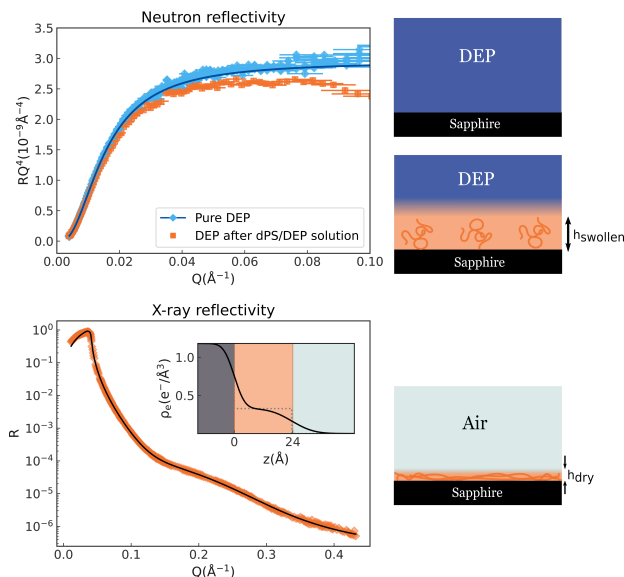 Neutron reflectivity
3.5
3.0
2.5
2.0
1.5
1.0
0.5
0.0
RQ⁴(10⁻⁹Å⁻⁴)
Pure DEP
DEP after dPS/DEP solution
0.00 0.02 0.04 0.06 0.08 0.10
Q(Å⁻¹)
DEP
Sapphire
DEP
hswollen
Sapphire
X-ray reflectivity
10⁰
10⁻¹
10⁻²
10⁻³
10⁻⁴
10⁻⁵
10⁻⁶
R
1.0
0.5
ρₑ(e⁻/Å³)
0 24
z(Å)
0.0 0.1 0.2 0.3 0.4
Q(Å⁻¹)
Air
hdry
Sapphire